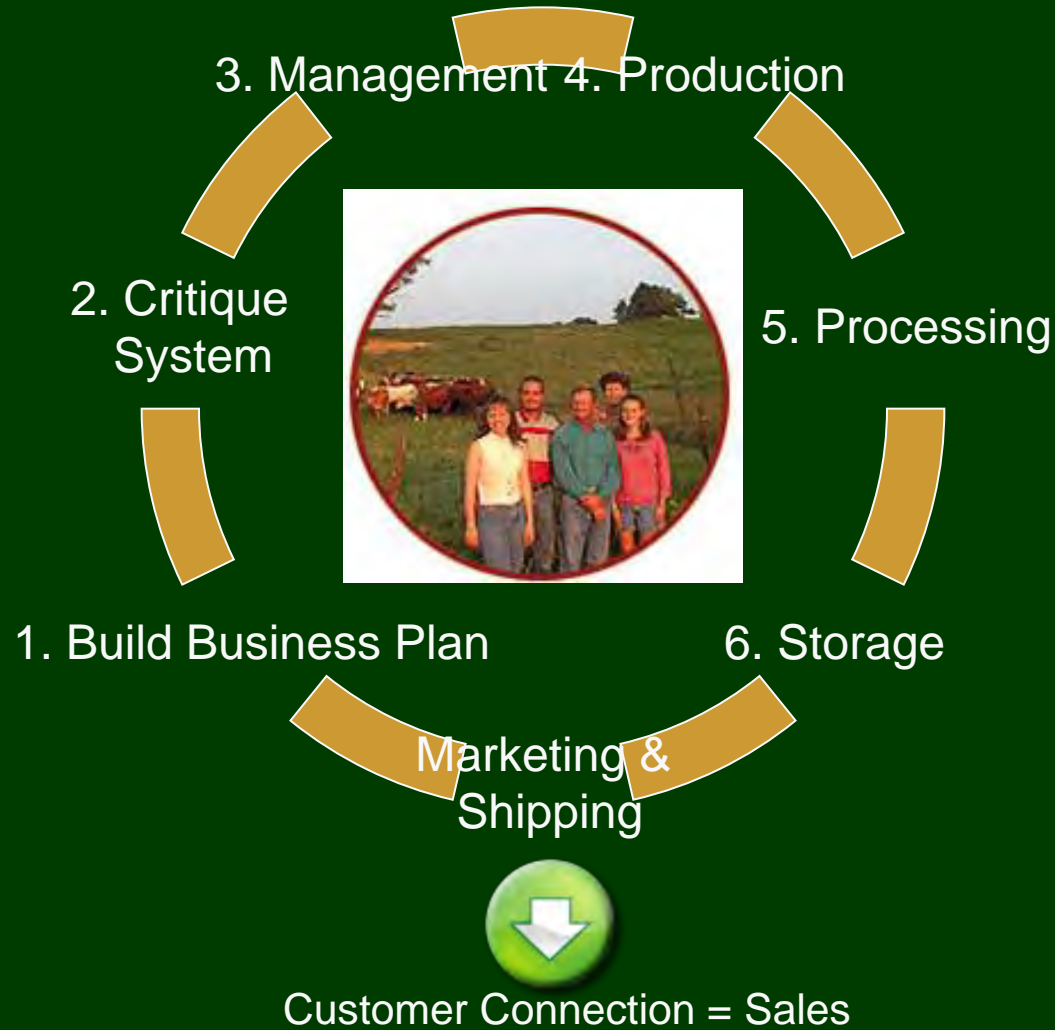 3. Management 4. Production
2. Critique
System
5. Processing
1. Build Business Plan
6. Storage
Marketing &
Shipping
Customer Connection = Sales